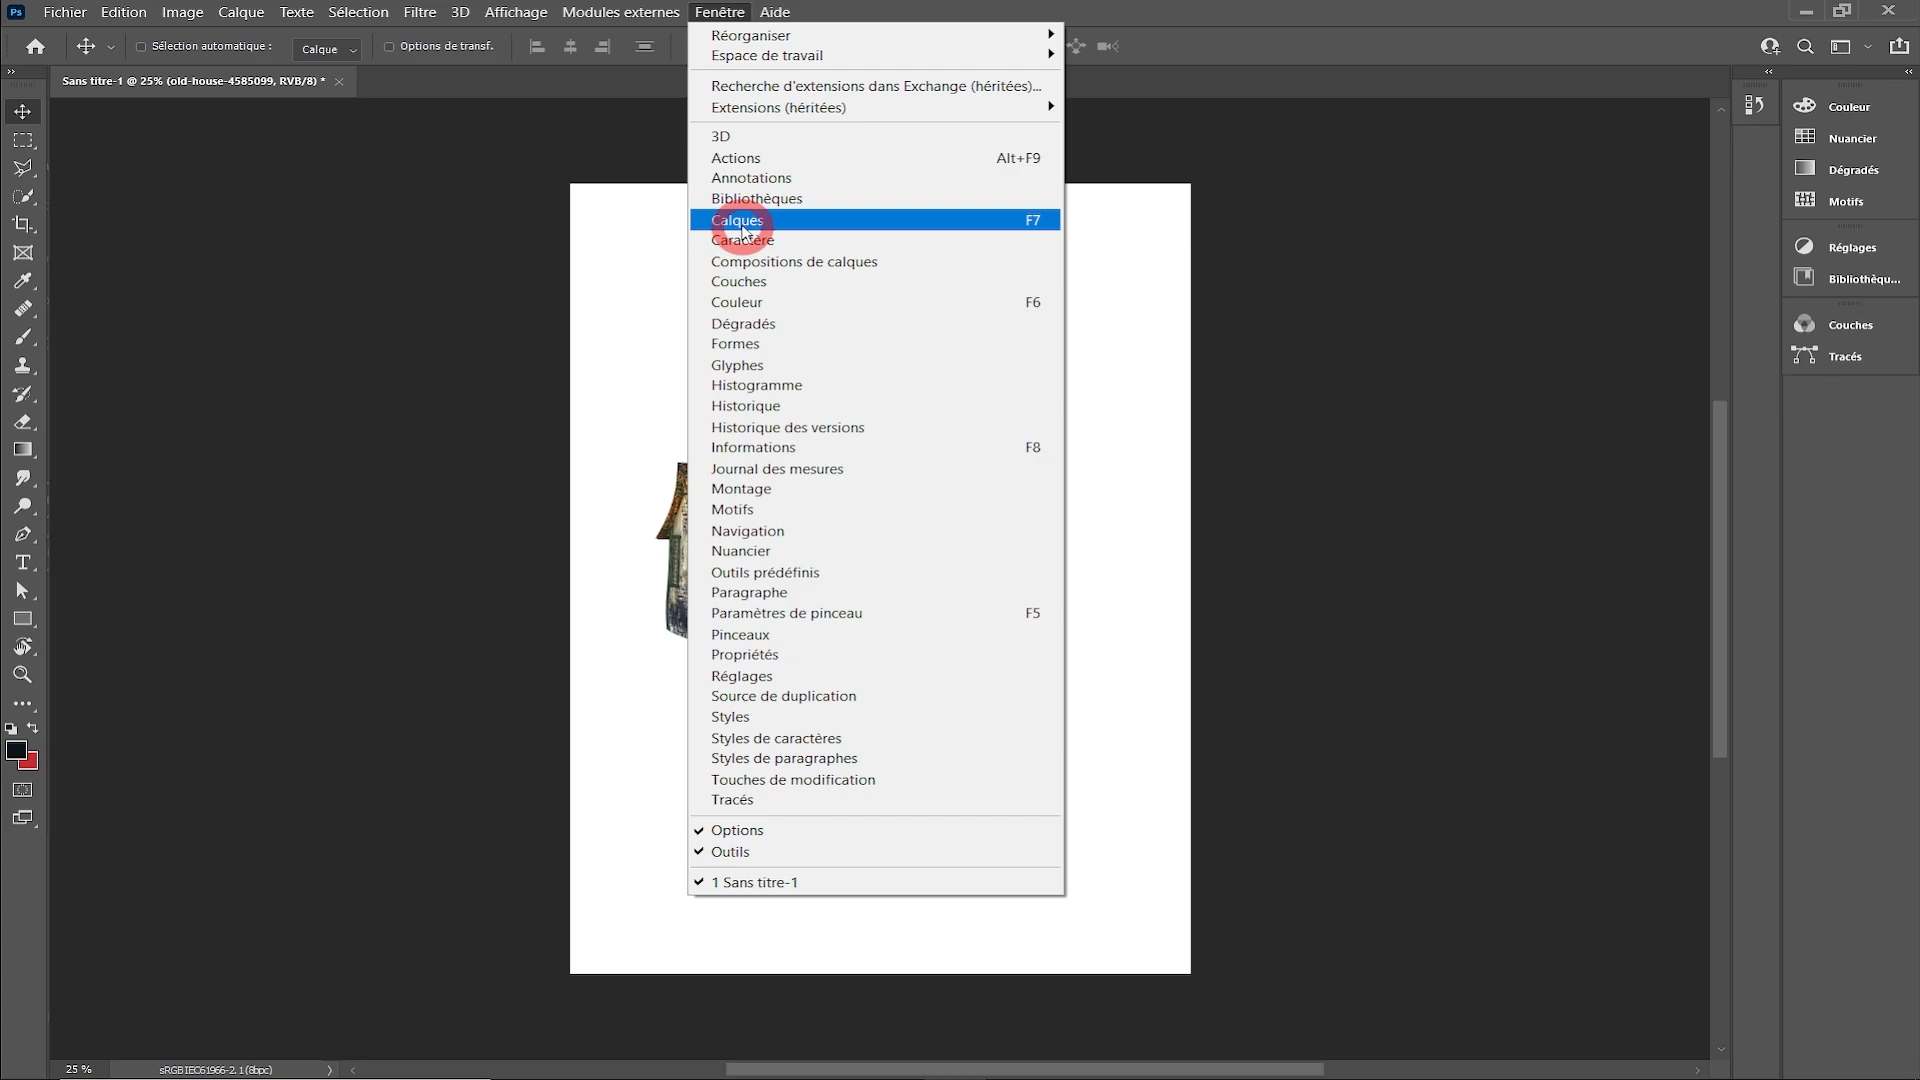 Ps Fichier Edition Image Calque Texte Sélection Filtre 3D Affichage Modules externes Fenêtre Aide
Sélection automatique : Calque Options de transf.
Sans titre-1 @ 25% (old-house-4585099, RVB/8) *
Réorganiser
Espace de travail
Recherche d'extensions dans Exchange (héritées)...
Extensions (héritées)
3D
Actions Alt+F9
Annotations
Bibliothèques
Calques F7
Caractère
Compositions de calques
Couches
Couleur F6
Dégradés
Formes
Glyphes
Histogramme
Historique
Historique des versions
Informations F8
Journal des mesures
Montage
Motifs
Navigation
Nuancier
Outils prédéfinis
Paragraphe
Paramètres de pinceau F5
Pinceaux
Propriétés
Réglages
Source de duplication
Styles
Styles de caractères
Styles de paragraphes
Touches de modification
Tracés
Options
Outils
1 Sans titre-1
Couleur
Nuancier
Dégradés
Motifs
Réglages
Bibliothèqu...
Couches
Tracés
25 % sRGB IEC61966-2.1 (8bpc)